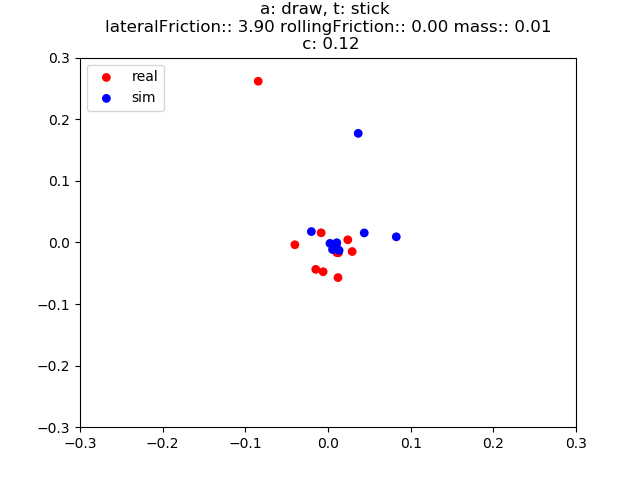 a: draw, t: stick
lateralFriction:: 3.90 rollingFriction:: 0.00 mass:: 0.01
c: 0.12
real
sim
0.3
0.2
0.1
0.0
−0.1
−0.2
−0.3
−0.3
−0.2
−0.1
0.0
0.1
0.2
0.3